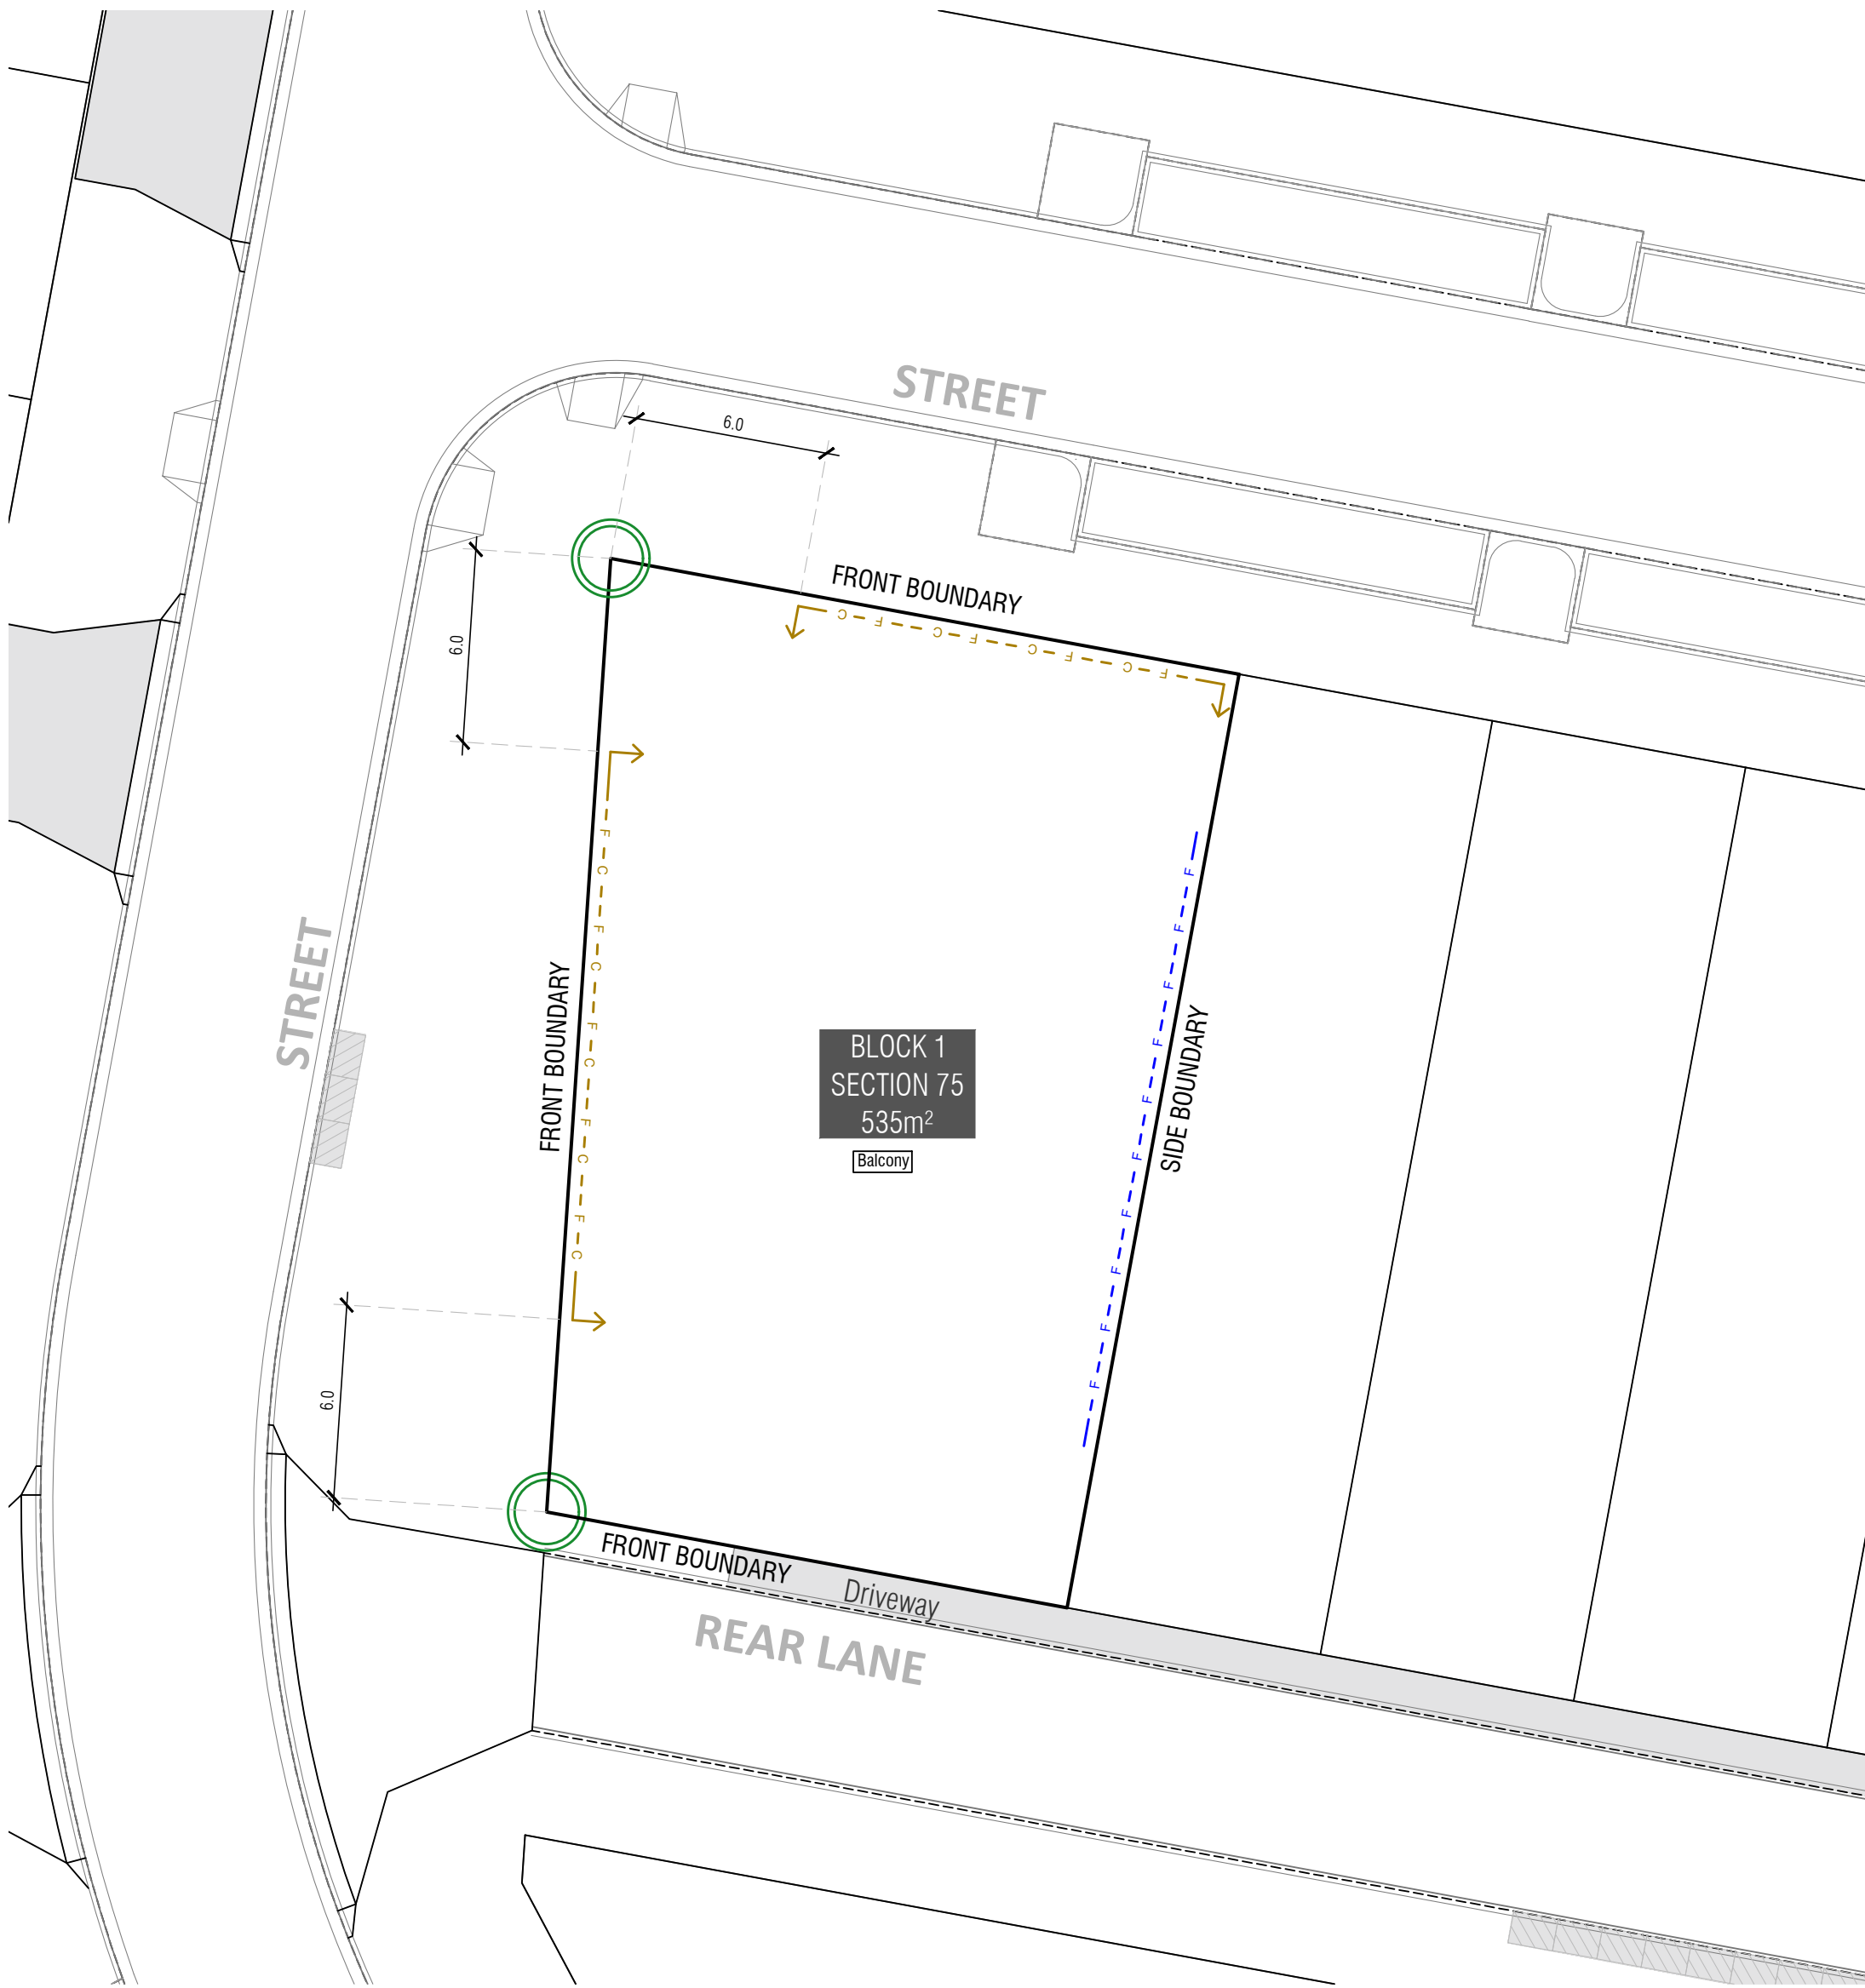 STREET
6.0
FRONT BOUNDARY
C F C F C F C F
6.0
F C F C F C F C F C
STREET
FRONT BOUNDARY
BLOCK 1
SECTION 75
535m²
Balcony
F F F F F F F F F F
SIDE BOUNDARY
6.0
FRONT BOUNDARY
Driveway
REAR LANE